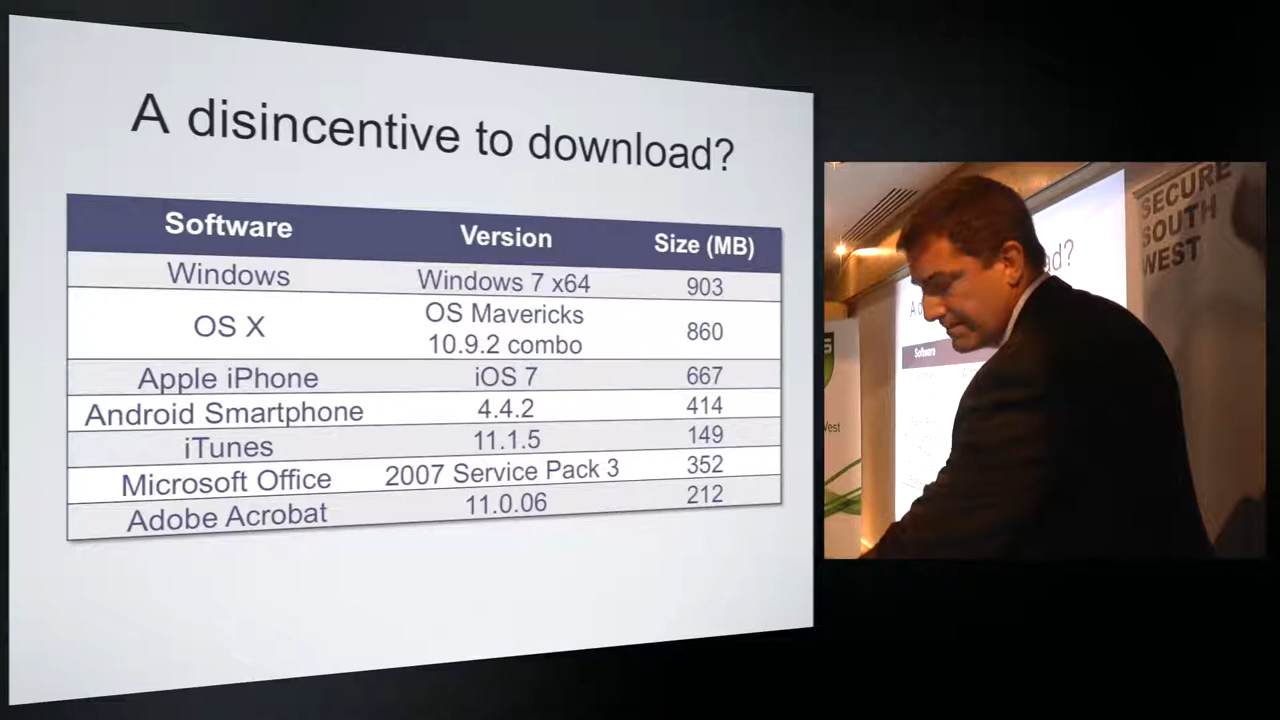 A disincentive to download?
Software Version Size (MB)
Windows Windows 7 x64 903
OS X OS Mavericks 10.9.2 combo 860
Apple iPhone iOS 7 667
Android Smartphone 4.4.2 414
iTunes 11.1.5 149
Microsoft Office 2007 Service Pack 3 352
Adobe Acrobat 11.0.06 212
SECURE
SOUTH
WEST
ad?
Software